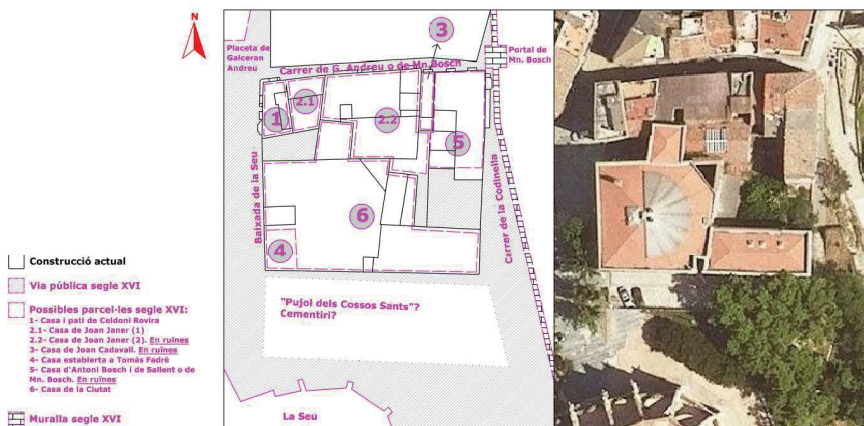 N
Placeta de
Galceran
Andreu
3
Portal de
Mn. Bosch
Carrer de G. Andreu o de Mn. Bosch
1
2.1
2.2
5
Baixada de la Seu
6
4
Carrer de la Codinella
Construcció actual
Via pública segle XVI
Possibles parcel·les segle XVI:
1- Casa i pati de Celdoni Rovira
2.1- Casa de Joan Janer (1)
2.2- Casa de Joan Janer (2). En ruïnes
3- Casa de Joan Cadavall. En ruïnes
4- Casa establerta a Tomàs Fadré
5- Casa d'Antoni Bosch i de Sallent o de
Mn. Bosch. En ruïnes
6- Casa de la Ciutat
Muralla segle XVI
"Pujol dels Cossos Sants"?
Cementiri?
La Seu